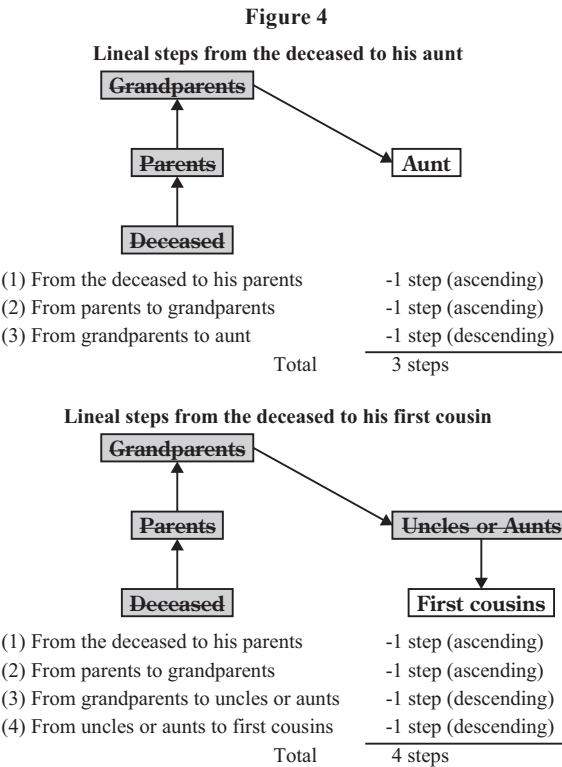 Figure 4
Lineal steps from the deceased to his aunt
Grandparents
Parents
Aunt
Deceased
(1) From the deceased to his parents -1 step (ascending)
(2) From parents to grandparents -1 step (ascending)
(3) From grandparents to aunt -1 step (descending)
Total 3 steps
Lineal steps from the deceased to his first cousin
Grandparents
Parents
Uncles or Aunts
Deceased
First cousins
(1) From the deceased to his parents -1 step (ascending)
(2) From parents to grandparents -1 step (ascending)
(3) From grandparents to uncles or aunts -1 step (descending)
(4) From uncles or aunts to first cousins -1 step (descending)
Total 4 steps